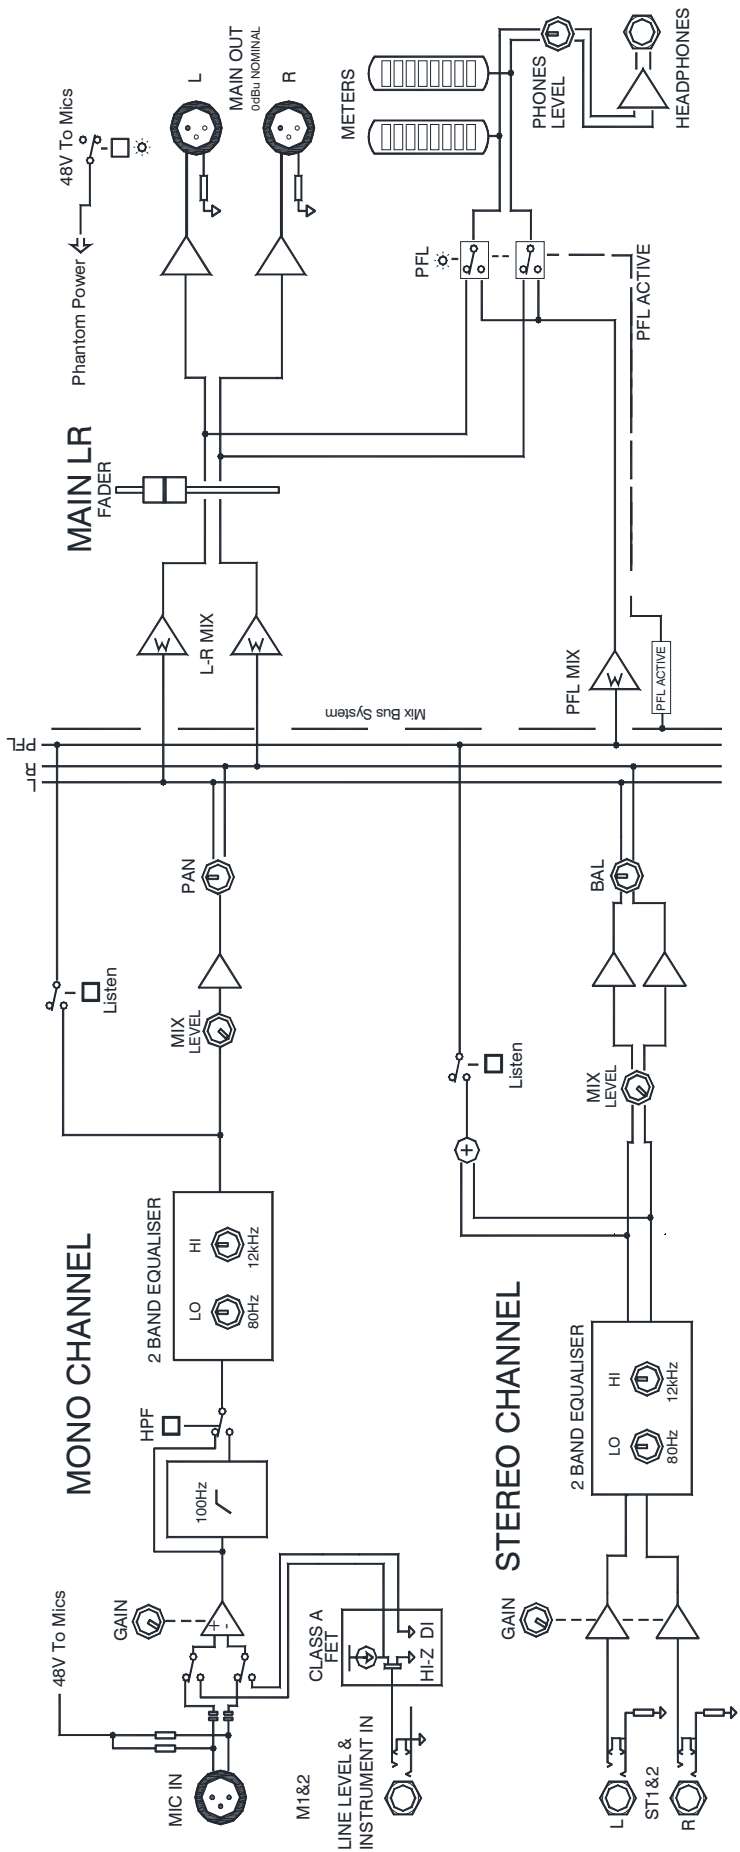 48V To Mics
Phantom Power
MAIN OUT
0dBu NOMINAL
L
R
METERS
PHONES
LEVEL
HEADPHONES
PFL
PFL ACTIVE
MAIN LR
FADER
L-R MIX
PFL MIX
PFL ACTIVE
Mix Bus System
PFL
R
L
PAN
BAL
Listen
MIX
LEVEL
Listen
MIX
LEVEL
MONO CHANNEL
2 BAND EQUALISER
LO
HI
80Hz
12kHz
HPF
100Hz
STEREO CHANNEL
2 BAND EQUALISER
LO
HI
80Hz
12kHz
48V To Mics
GAIN
+
-
+
CLASS A
FET
HI-Z
DI
GAIN
MIC IN
M1&2
LINE LEVEL &
INSTRUMENT IN
L
ST1&2
R